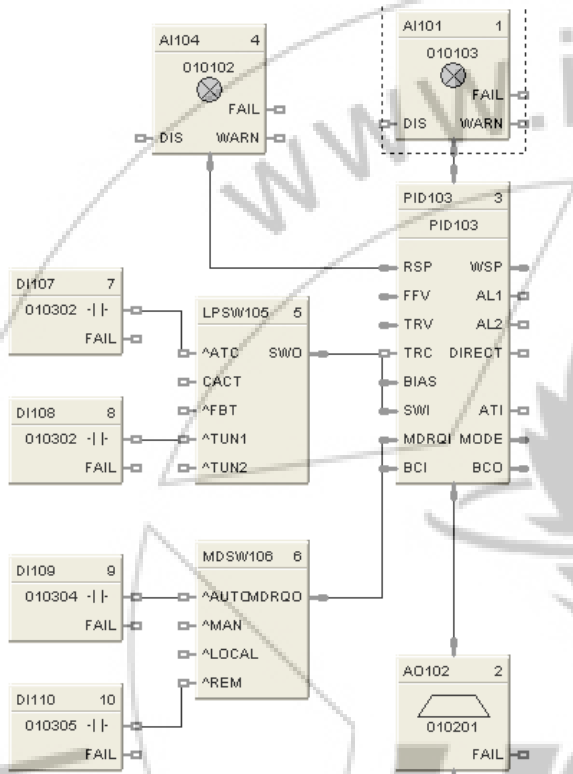 AI104 4
010102
FAIL
DIS WARN
AI101 1
010103
FAIL
DIS WARN
PID103 3
PID103
RSP WSP
FFV AL1
TRV AL2
TRC DIRECT
BIAS
SWI ATI
MDRQI MODE
BCI BCO
DI107 7
010302 -| |-
FAIL
LPSW105 5
^ATC SWO
CACT
^FBT
^TUN1
^TUN2
DI108 8
010302 -| |-
FAIL
DI109 9
010304 -| |-
FAIL
MDSW106 6
^AUTOMDRQO
^MAN
^LOCAL
^REM
DI110 10
010305 -| |-
FAIL
AO102 2
010201
FAIL
www.i